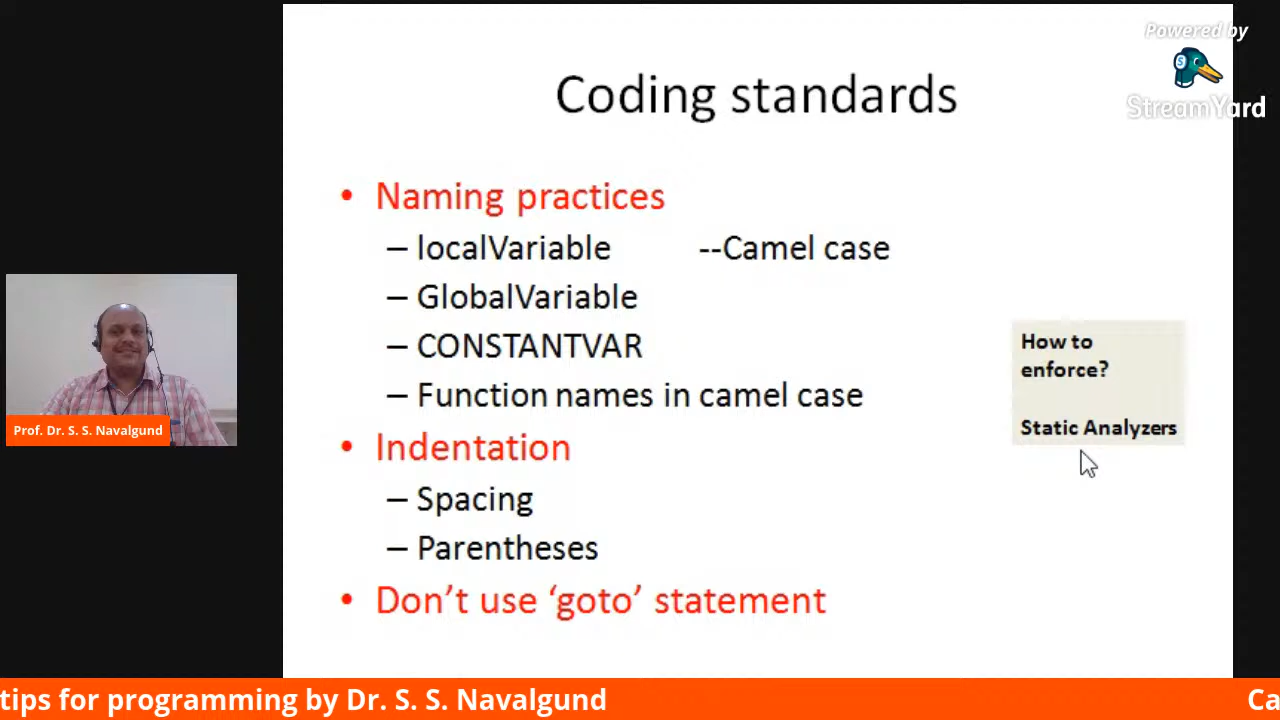 Powered by
StreamYard
Coding standards
• Naming practices
– localVariable --Camel case
– GlobalVariable
– CONSTANTVAR
– Function names in camel case
• Indentation
– Spacing
– Parentheses
• Don’t use ‘goto’ statement
How to
enforce?
Static Analyzers
Prof. Dr. S. S. Navalgund
tips for programming by Dr. S. S. Navalgund
Ca